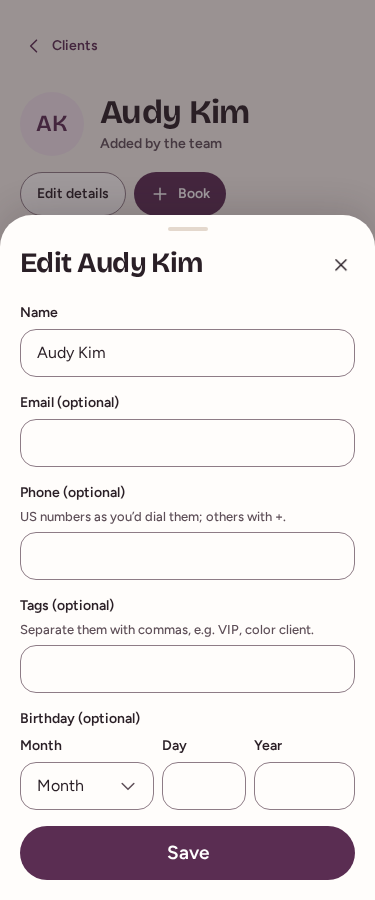 Clients
AK
Audy Kim
Added by the team
Edit details
Book
Edit Audy Kim
Name
Audy Kim
Email (optional)
Phone (optional)
US numbers as you’d dial them; others with +.
Tags (optional)
Separate them with commas, e.g. VIP, color client.
Birthday (optional)
Month Day Year
Month
Save